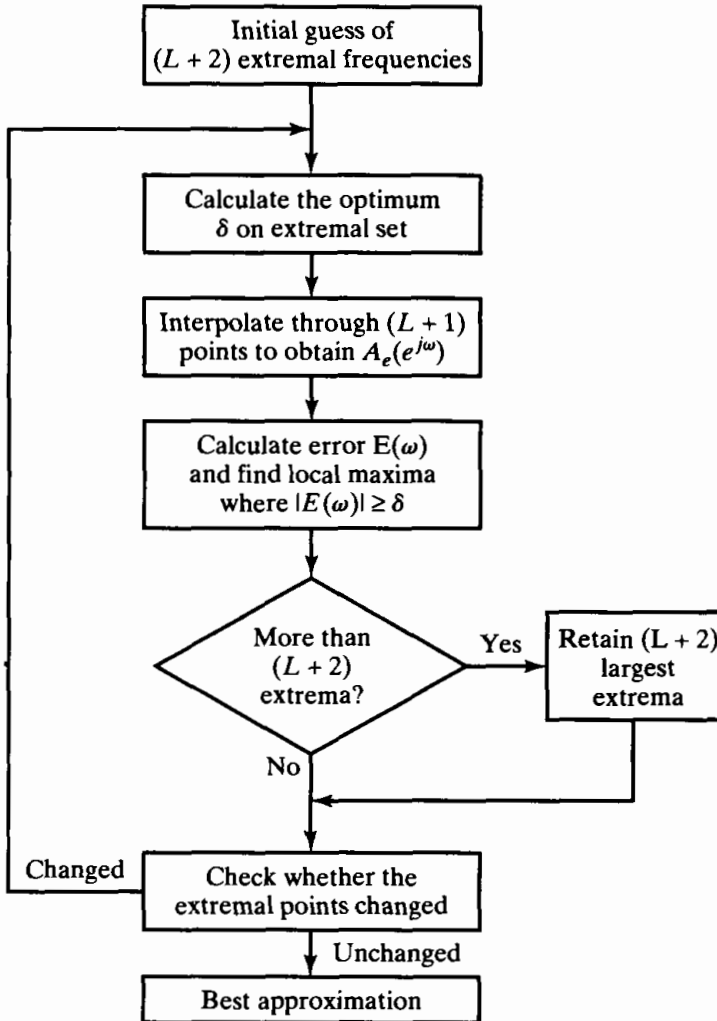 Initial guess of
(L + 2) extremal frequencies
Calculate the optimum
δ on extremal set
Interpolate through (L + 1)
points to obtain Aₑ(e^{jω})
Calculate error E(ω)
and find local maxima
where |E(ω)| ≥ δ
More than
(L + 2)
extrema?
Yes
Retain (L + 2)
largest
extrema
No
Changed
Check whether the
extremal points changed
Unchanged
Best approximation